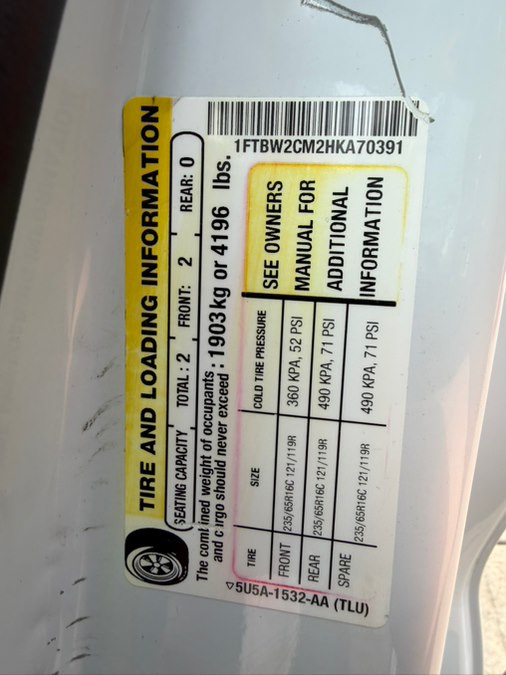 TIRE AND LOADING INFORMATION
SEATING CAPACITY TOTAL : 2 FRONT: 2 REAR: 0
The combined weight of occupants and cargo should never exceed : 1903 kg or 4196 lbs.
TIRE SIZE COLD TIRE PRESSURE
FRONT 235/65R16C 121/119R 360 KPA, 52 PSI
REAR 235/65R16C 121/119R 490 KPA, 71 PSI
SPARE 235/65R16C 121/119R 490 KPA, 71 PSI
SEE OWNERS
MANUAL FOR
ADDITIONAL
INFORMATION
5U5A-1532-AA (TLU)
1FTBW2CM2HKA70391